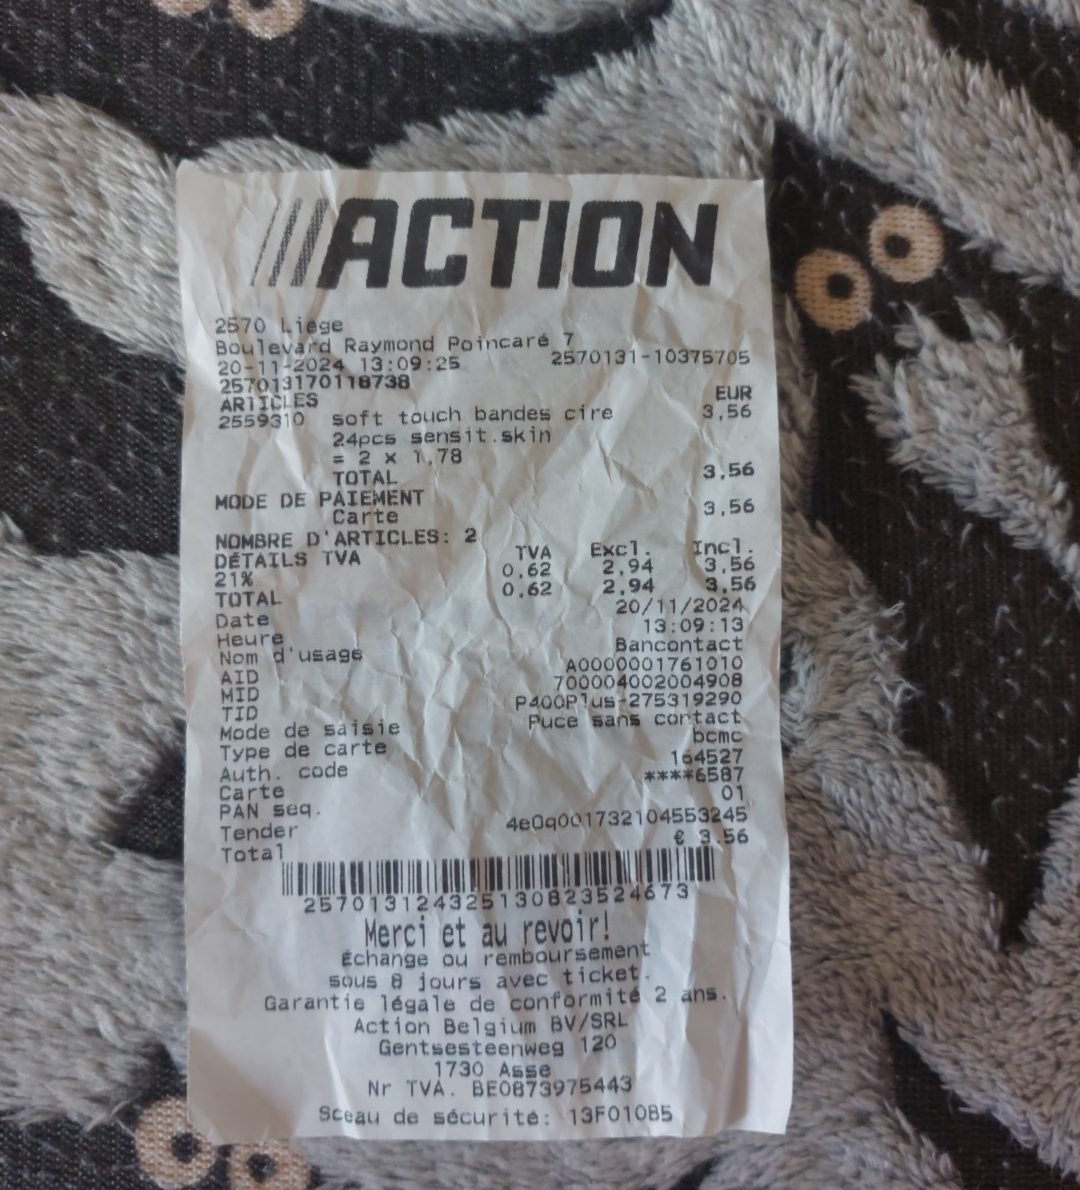 ACTION
2570 Liege
Boulevard Raymond Poincaré 7
20-11-2024 13:09:25 2570131-10375705
257013170118738
ARTICLES EUR
2559310 soft touch bandes cire 3,56
24pcs sensit.skin
= 2 x 1,78
TOTAL 3,56
MODE DE PAIEMENT
Carte 3,56
NOMBRE D'ARTICLES: 2
DÉTAILS TVA TVA Excl. Incl.
21% 0,62 2,94 3,56
TOTAL 0,62 2,94 3,56
Date 20/11/2024
Heure 13:09:13
Nom d'usage Bancontact
AID A0000001761010
MID 700004002004908
TID P400Plus-275319290
Mode de saisie Puce sans contact
Type de carte bcmc
Auth. code 164527
Carte ****6587
PAN seq. 01
Tender 4e0q001732104553245
Total € 3.56
257013124325130823524673
Merci et au revoir!
Échange ou remboursement
sous 8 jours avec ticket.
Garantie légale de conformité 2 ans.
Action Belgium BV/SRL
Gentsesteenweg 120
1730 Asse
Nr TVA. BE0873975443
Sceau de sécurité: 13F01085